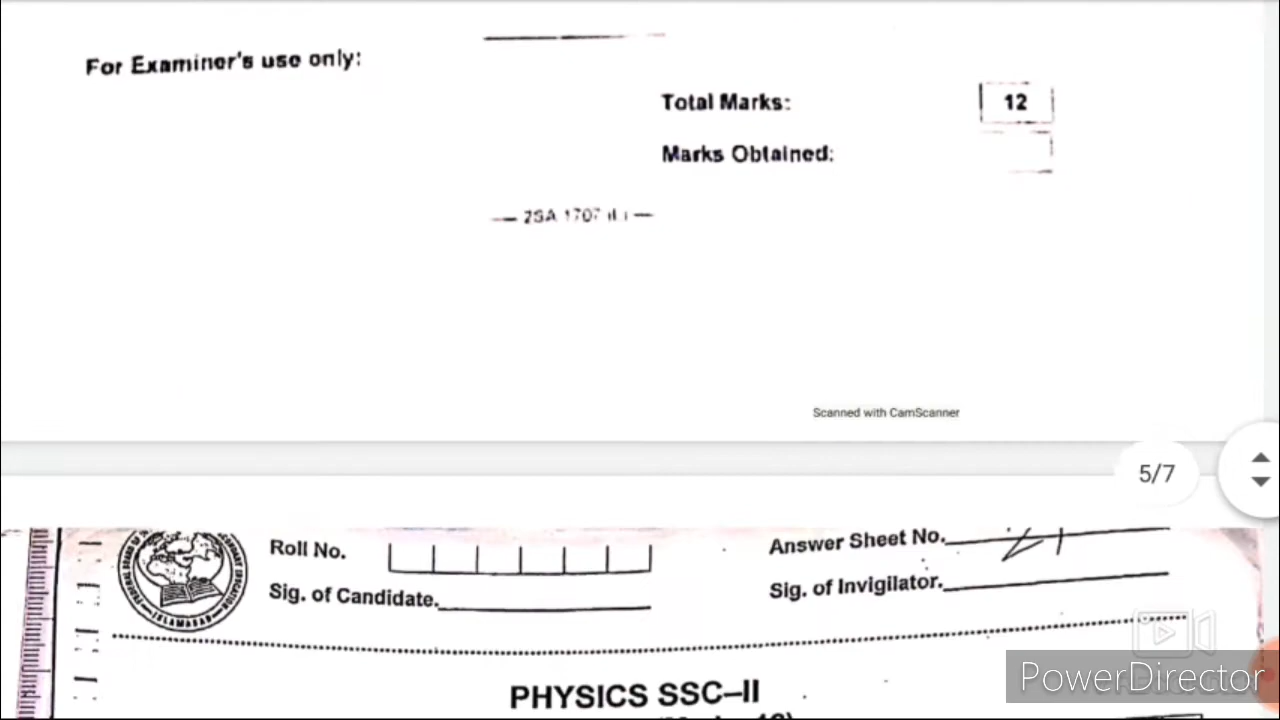 For Examiner's use only:
Total Marks: 12
Marks Obtained:
Scanned with CamScanner
5/7
Roll No.
Answer Sheet No.
Sig. of Candidate.
Sig. of Invigilator.
ISLAMABAD
PHYSICS SSC–II
PowerDirector